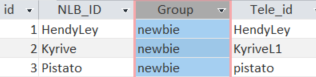 id NLB_ID Group Tele_id
1 HendyLey newbie HendyLey
2 Kyrive newbie KyriveL1
3 Pistato newbie pistato